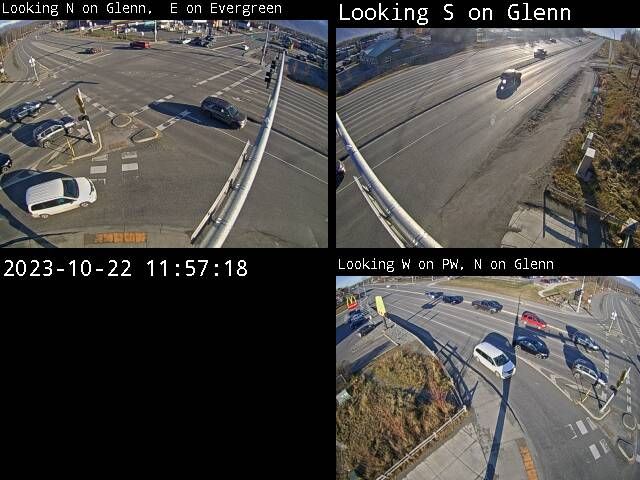 Looking N on Glenn, E on Evergreen
Looking S on Glenn
2023-10-22 11:57:18
Looking W on PW, N on Glenn